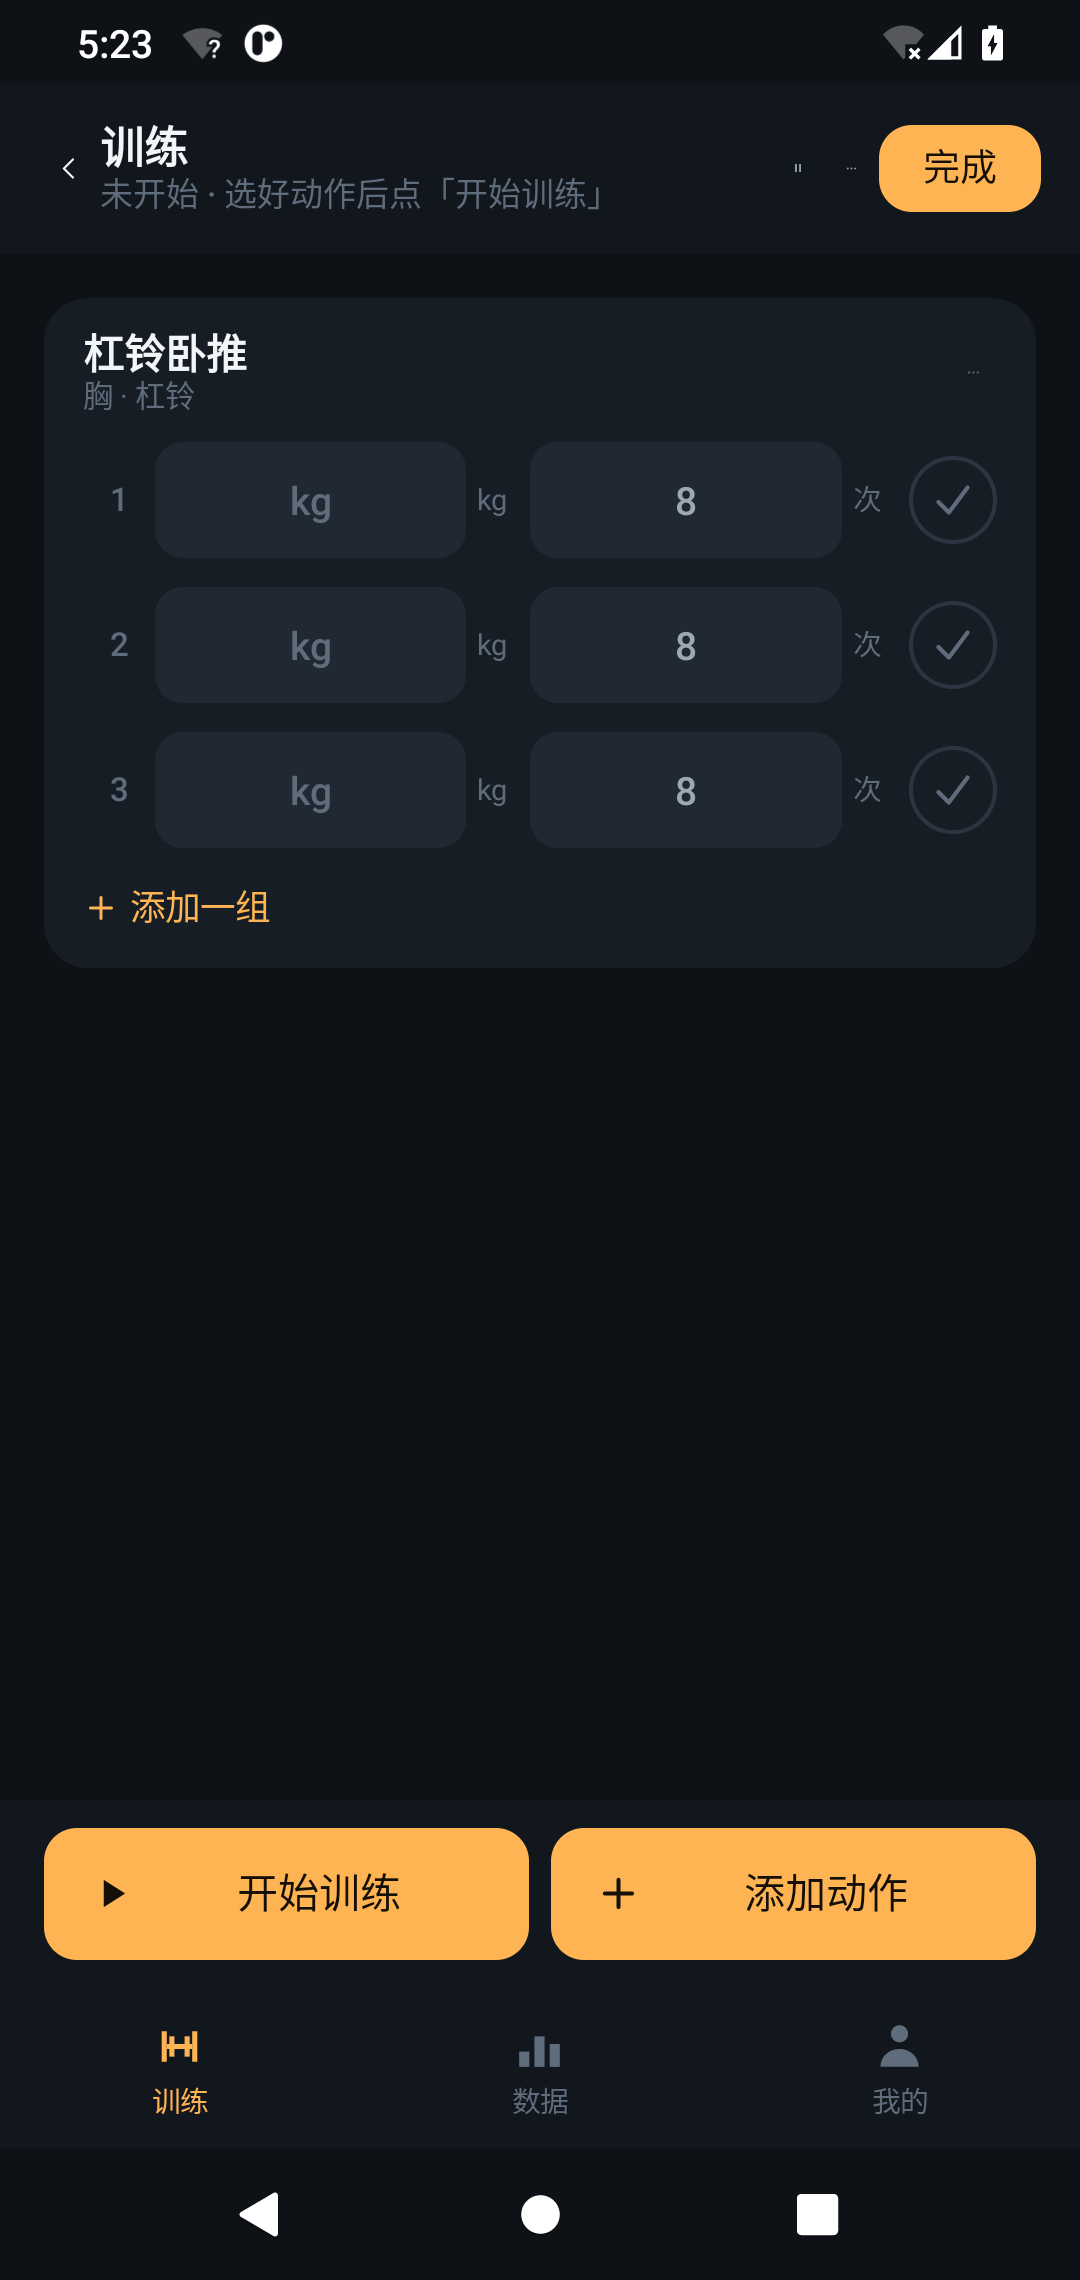 5:23
训练
未开始 · 选好动作后点「开始训练」
完成
杠铃卧推
胸 · 杠铃
1 kg kg 8 次
2 kg kg 8 次
3 kg kg 8 次
+ 添加一组
开始训练
+ 添加动作
训练 数据 我的